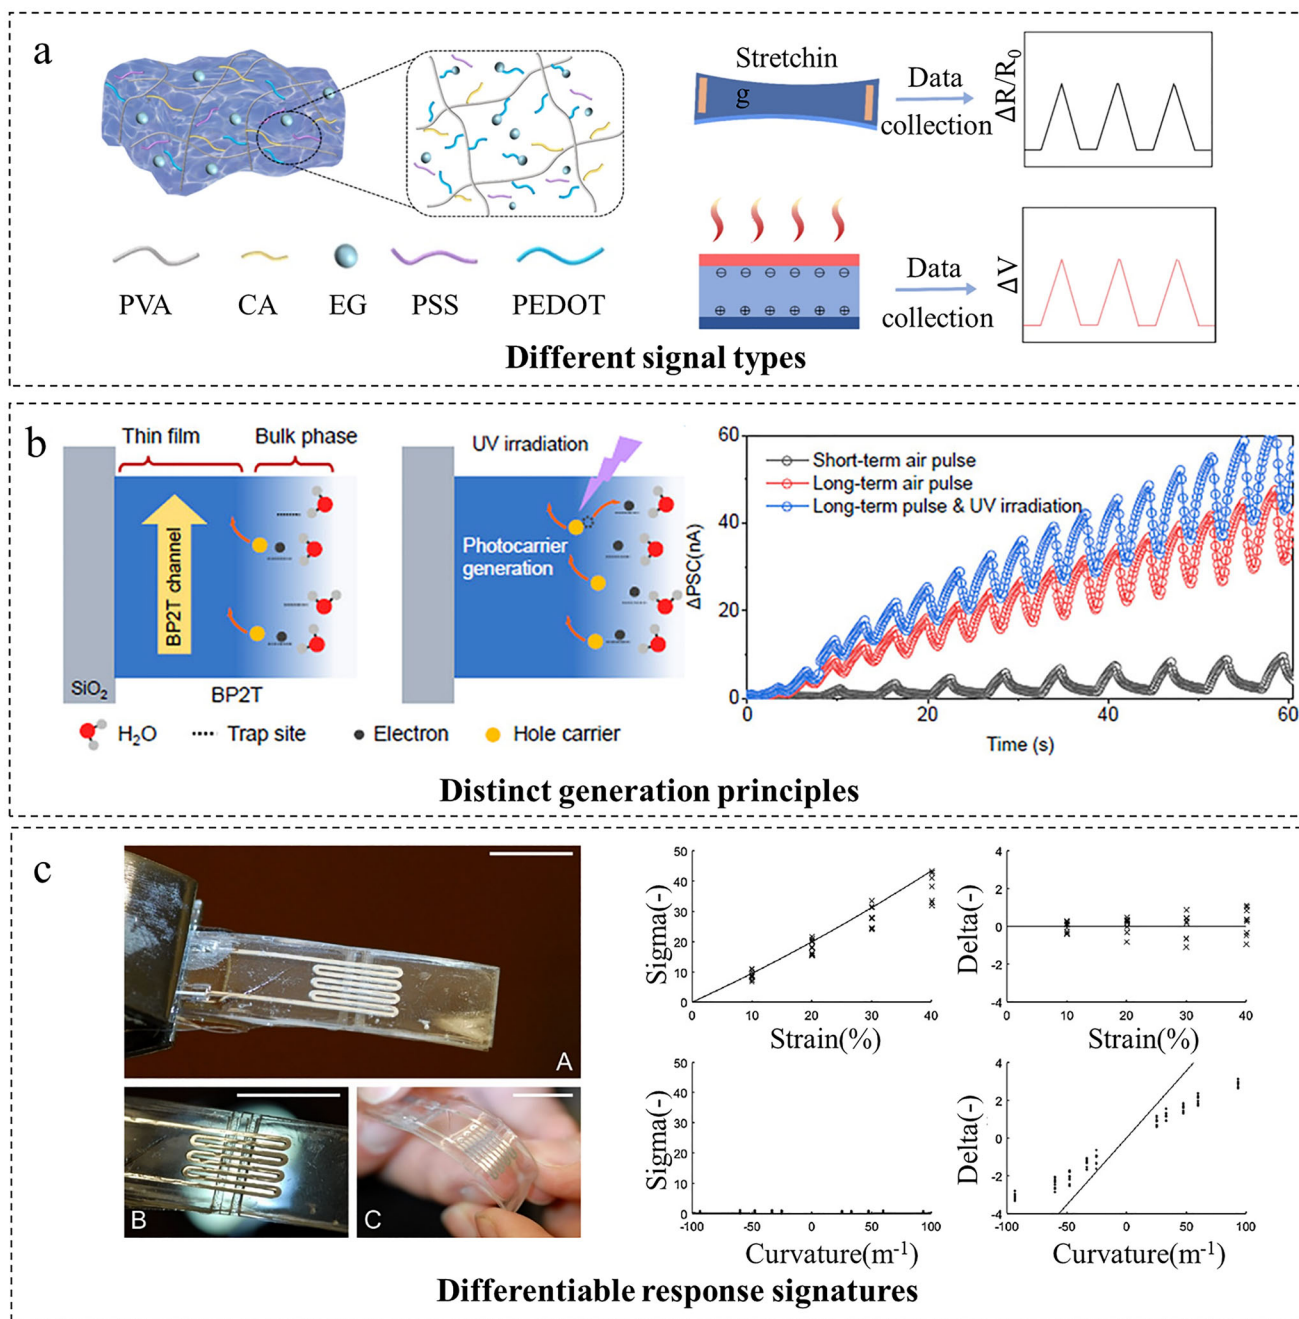 a
Stretchin
g
Data
collection
ΔR/R₀
PVA CA EG PSS PEDOT
Data
collection
ΔV
Different signal types
b
Thin film Bulk phase
BP2T channel
SiO₂
BP2T
UV irradiation
Photocarrier
generation
H₂O Trap site Electron Hole carrier
ΔPSC(nA)
60
40
20
0
Short-term air pulse
Long-term air pulse
Long-term pulse & UV irradiation
0 20 40 60
Time (s)
Distinct generation principles
c
A
B
C
Sigma(-)
50
40
30
20
10
0
0 10 20 30 40
Strain(%)
Delta(-)
4
2
0
-2
-4
0 10 20 30 40
Strain(%)
Sigma(-)
50
40
30
20
10
0
-100 -50 0 50 100
Curvature(m⁻¹)
Delta(-)
4
2
0
-2
-4
-100 -50 0 50 100
Curvature(m⁻¹)
Differentiable response signatures